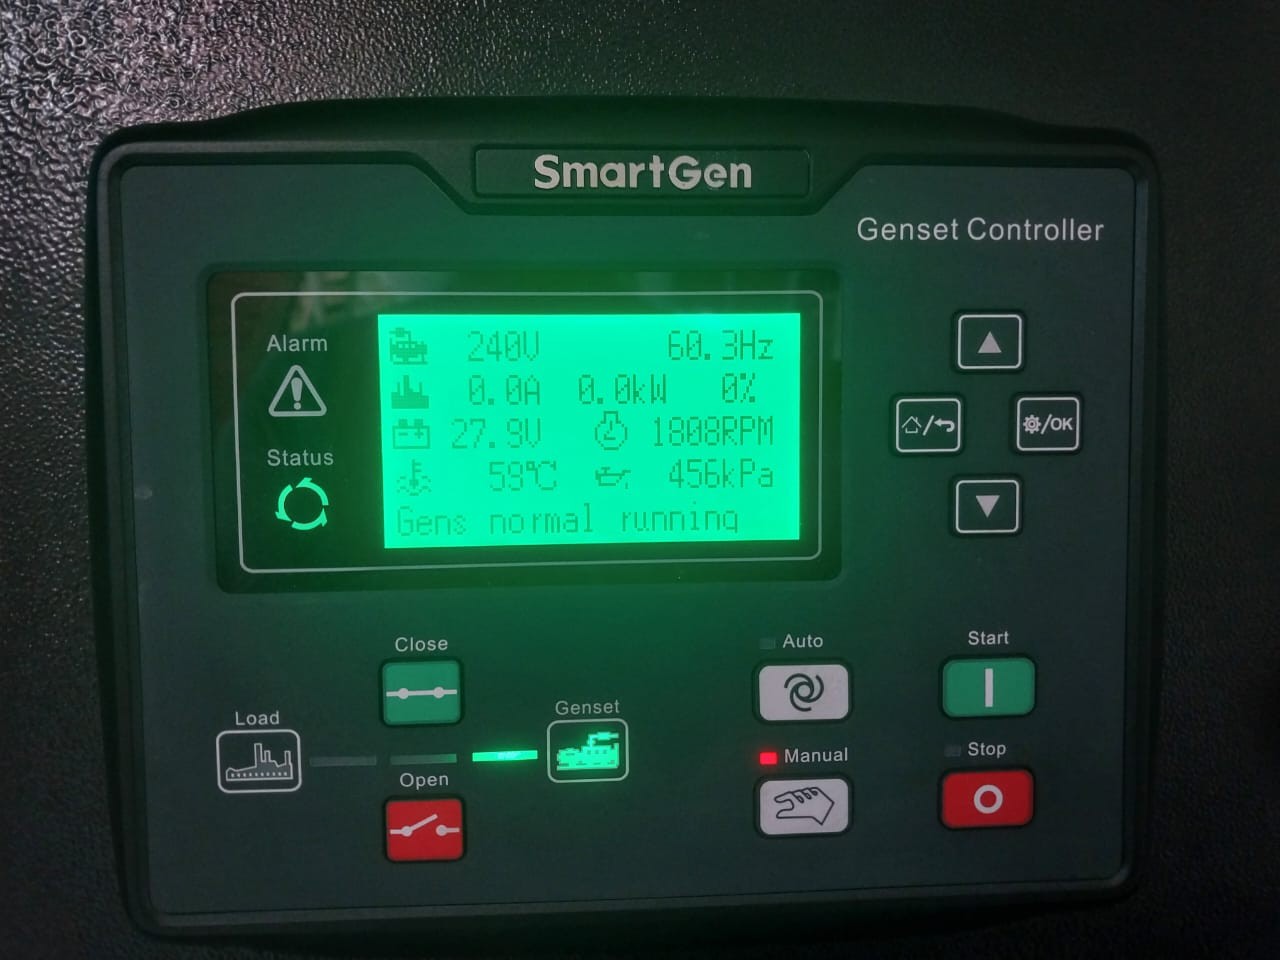 SmartGen
Genset Controller
Alarm
Status
240V 60.3Hz
0.0A 0.0kW 0%
27.9V 1808RPM
59℃ 456kPa
Gens normal running
/OK
Close
Auto
Start
Load
Genset
Open
Manual
Stop